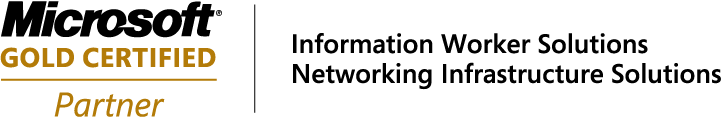 Microsoft®
GOLD CERTIFIED
Partner
Information Worker Solutions
Networking Infrastructure Solutions